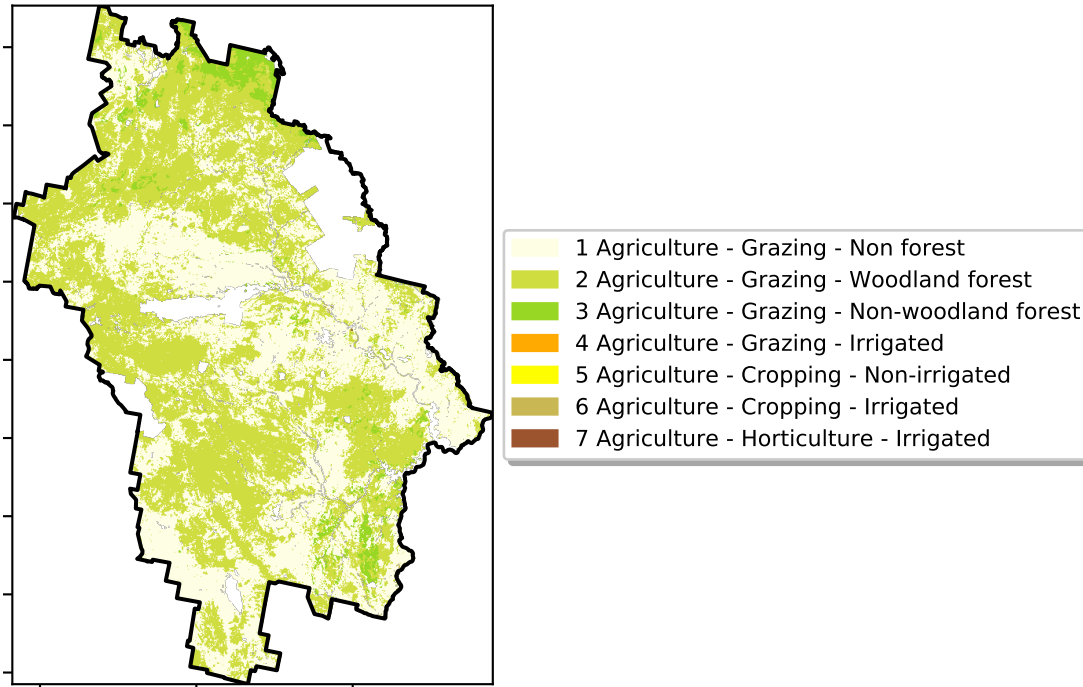 1 Agriculture - Grazing - Non forest
2 Agriculture - Grazing - Woodland forest
3 Agriculture - Grazing - Non-woodland forest
4 Agriculture - Grazing - Irrigated
5 Agriculture - Cropping - Non-irrigated
6 Agriculture - Cropping - Irrigated
7 Agriculture - Horticulture - Irrigated